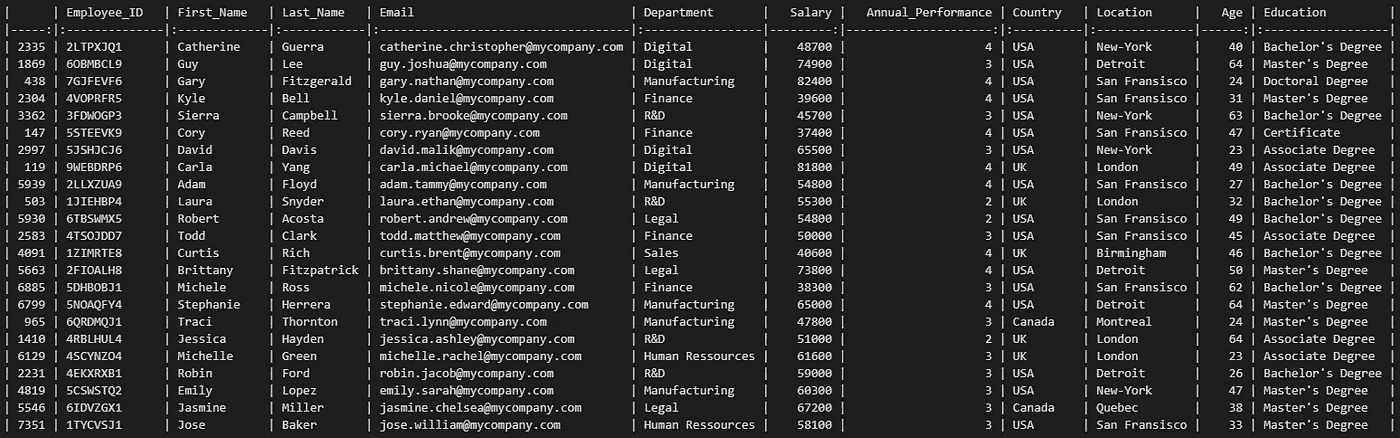 |      | Employee_ID | First_Name | Last_Name | Email | Department | Salary | Annual_Performance | Country | Location | Age | Education |
|-----:|:-------------|:-------------|:------------|:-----------------------------------|:-----------------|---------:|---------------------:|:----------|:--------------|------:|:------------------|
| 2335 | 2LTPXJQ1 | Catherine | Guerra | catherine.christopher@mycompany.com | Digital | 48700 | 4 | USA | New-York | 40 | Bachelor's Degree |
| 1869 | 6OBMBCL9 | Guy | Lee | guy.joshua@mycompany.com | Digital | 74900 | 3 | USA | Detroit | 64 | Master's Degree |
| 438 | 7GJFEVF6 | Gary | Fitzgerald | gary.nathan@mycompany.com | Manufacturing | 82400 | 4 | USA | San Fransisco | 24 | Doctoral Degree |
| 2304 | 4VOPRFR5 | Kyle | Bell | kyle.daniel@mycompany.com | Finance | 39600 | 4 | USA | San Fransisco | 31 | Master's Degree |
| 3362 | 3FDWOGP3 | Sierra | Campbell | sierra.brooke@mycompany.com | R&D | 45700 | 3 | USA | New-York | 63 | Bachelor's Degree |
| 147 | 5STEEVK9 | Cory | Reed | cory.ryan@mycompany.com | Finance | 37400 | 4 | USA | San Fransisco | 47 | Certificate |
| 2997 | 5JSHJCJ6 | David | Davis | david.malik@mycompany.com | Digital | 65500 | 3 | USA | New-York | 23 | Associate Degree |
| 119 | 9WEBDRP6 | Carla | Yang | carla.michael@mycompany.com | Digital | 81800 | 4 | UK | London | 49 | Associate Degree |
| 5939 | 2LLXZUA9 | Adam | Floyd | adam.tammy@mycompany.com | Manufacturing | 54800 | 4 | USA | San Fransisco | 27 | Bachelor's Degree |
| 503 | 1JIEHBP4 | Laura | Snyder | laura.ethan@mycompany.com | R&D | 55300 | 2 | UK | London | 32 | Bachelor's Degree |
| 5930 | 6TBSWMX5 | Robert | Acosta | robert.andrew@mycompany.com | Legal | 54800 | 2 | USA | San Fransisco | 49 | Bachelor's Degree |
| 2583 | 4TSOJDD7 | Todd | Clark | todd.matthew@mycompany.com | Finance | 50000 | 3 | USA | San Fransisco | 45 | Associate Degree |
| 4091 | 1ZIMRTE8 | Curtis | Rich | curtis.brent@mycompany.com | Sales | 40600 | 4 | UK | Birmingham | 46 | Bachelor's Degree |
| 5663 | 2FIOALH8 | Brittany | Fitzpatrick | brittany.shane@mycompany.com | Legal | 73800 | 4 | USA | Detroit | 50 | Master's Degree |
| 6885 | 5DHBOBJ1 | Michele | Ross | michele.nicole@mycompany.com | Finance | 38300 | 3 | USA | San Fransisco | 62 | Bachelor's Degree |
| 6799 | 5NOAQFY4 | Stephanie | Herrera | stephanie.edward@mycompany.com | Manufacturing | 65000 | 4 | USA | Detroit | 64 | Master's Degree |
| 965 | 6QRDMQJ1 | Traci | Thornton | traci.lynn@mycompany.com | Manufacturing | 47800 | 3 | Canada | Montreal | 24 | Master's Degree |
| 1410 | 4RBLHUL4 | Jessica | Hayden | jessica.ashley@mycompany.com | R&D | 51000 | 2 | UK | London | 64 | Associate Degree |
| 6129 | 4SCYNZO4 | Michelle | Green | michelle.rachel@mycompany.com | Human Ressources | 61600 | 3 | UK | London | 23 | Associate Degree |
| 2231 | 4EKXRXB1 | Robin | Ford | robin.jacob@mycompany.com | R&D | 59000 | 3 | USA | Detroit | 26 | Bachelor's Degree |
| 4819 | 5CSWSTQ2 | Emily | Lopez | emily.sarah@mycompany.com | Manufacturing | 60300 | 3 | USA | New-York | 47 | Master's Degree |
| 5546 | 6IDVZGX1 | Jasmine | Miller | jasmine.chelsea@mycompany.com | Legal | 67200 | 3 | Canada | Quebec | 38 | Master's Degree |
| 7351 | 1TYCVSJ1 | Jose | Baker | jose.william@mycompany.com | Human Ressources | 58100 | 3 | USA | San Fransisco | 33 | Master's Degree |